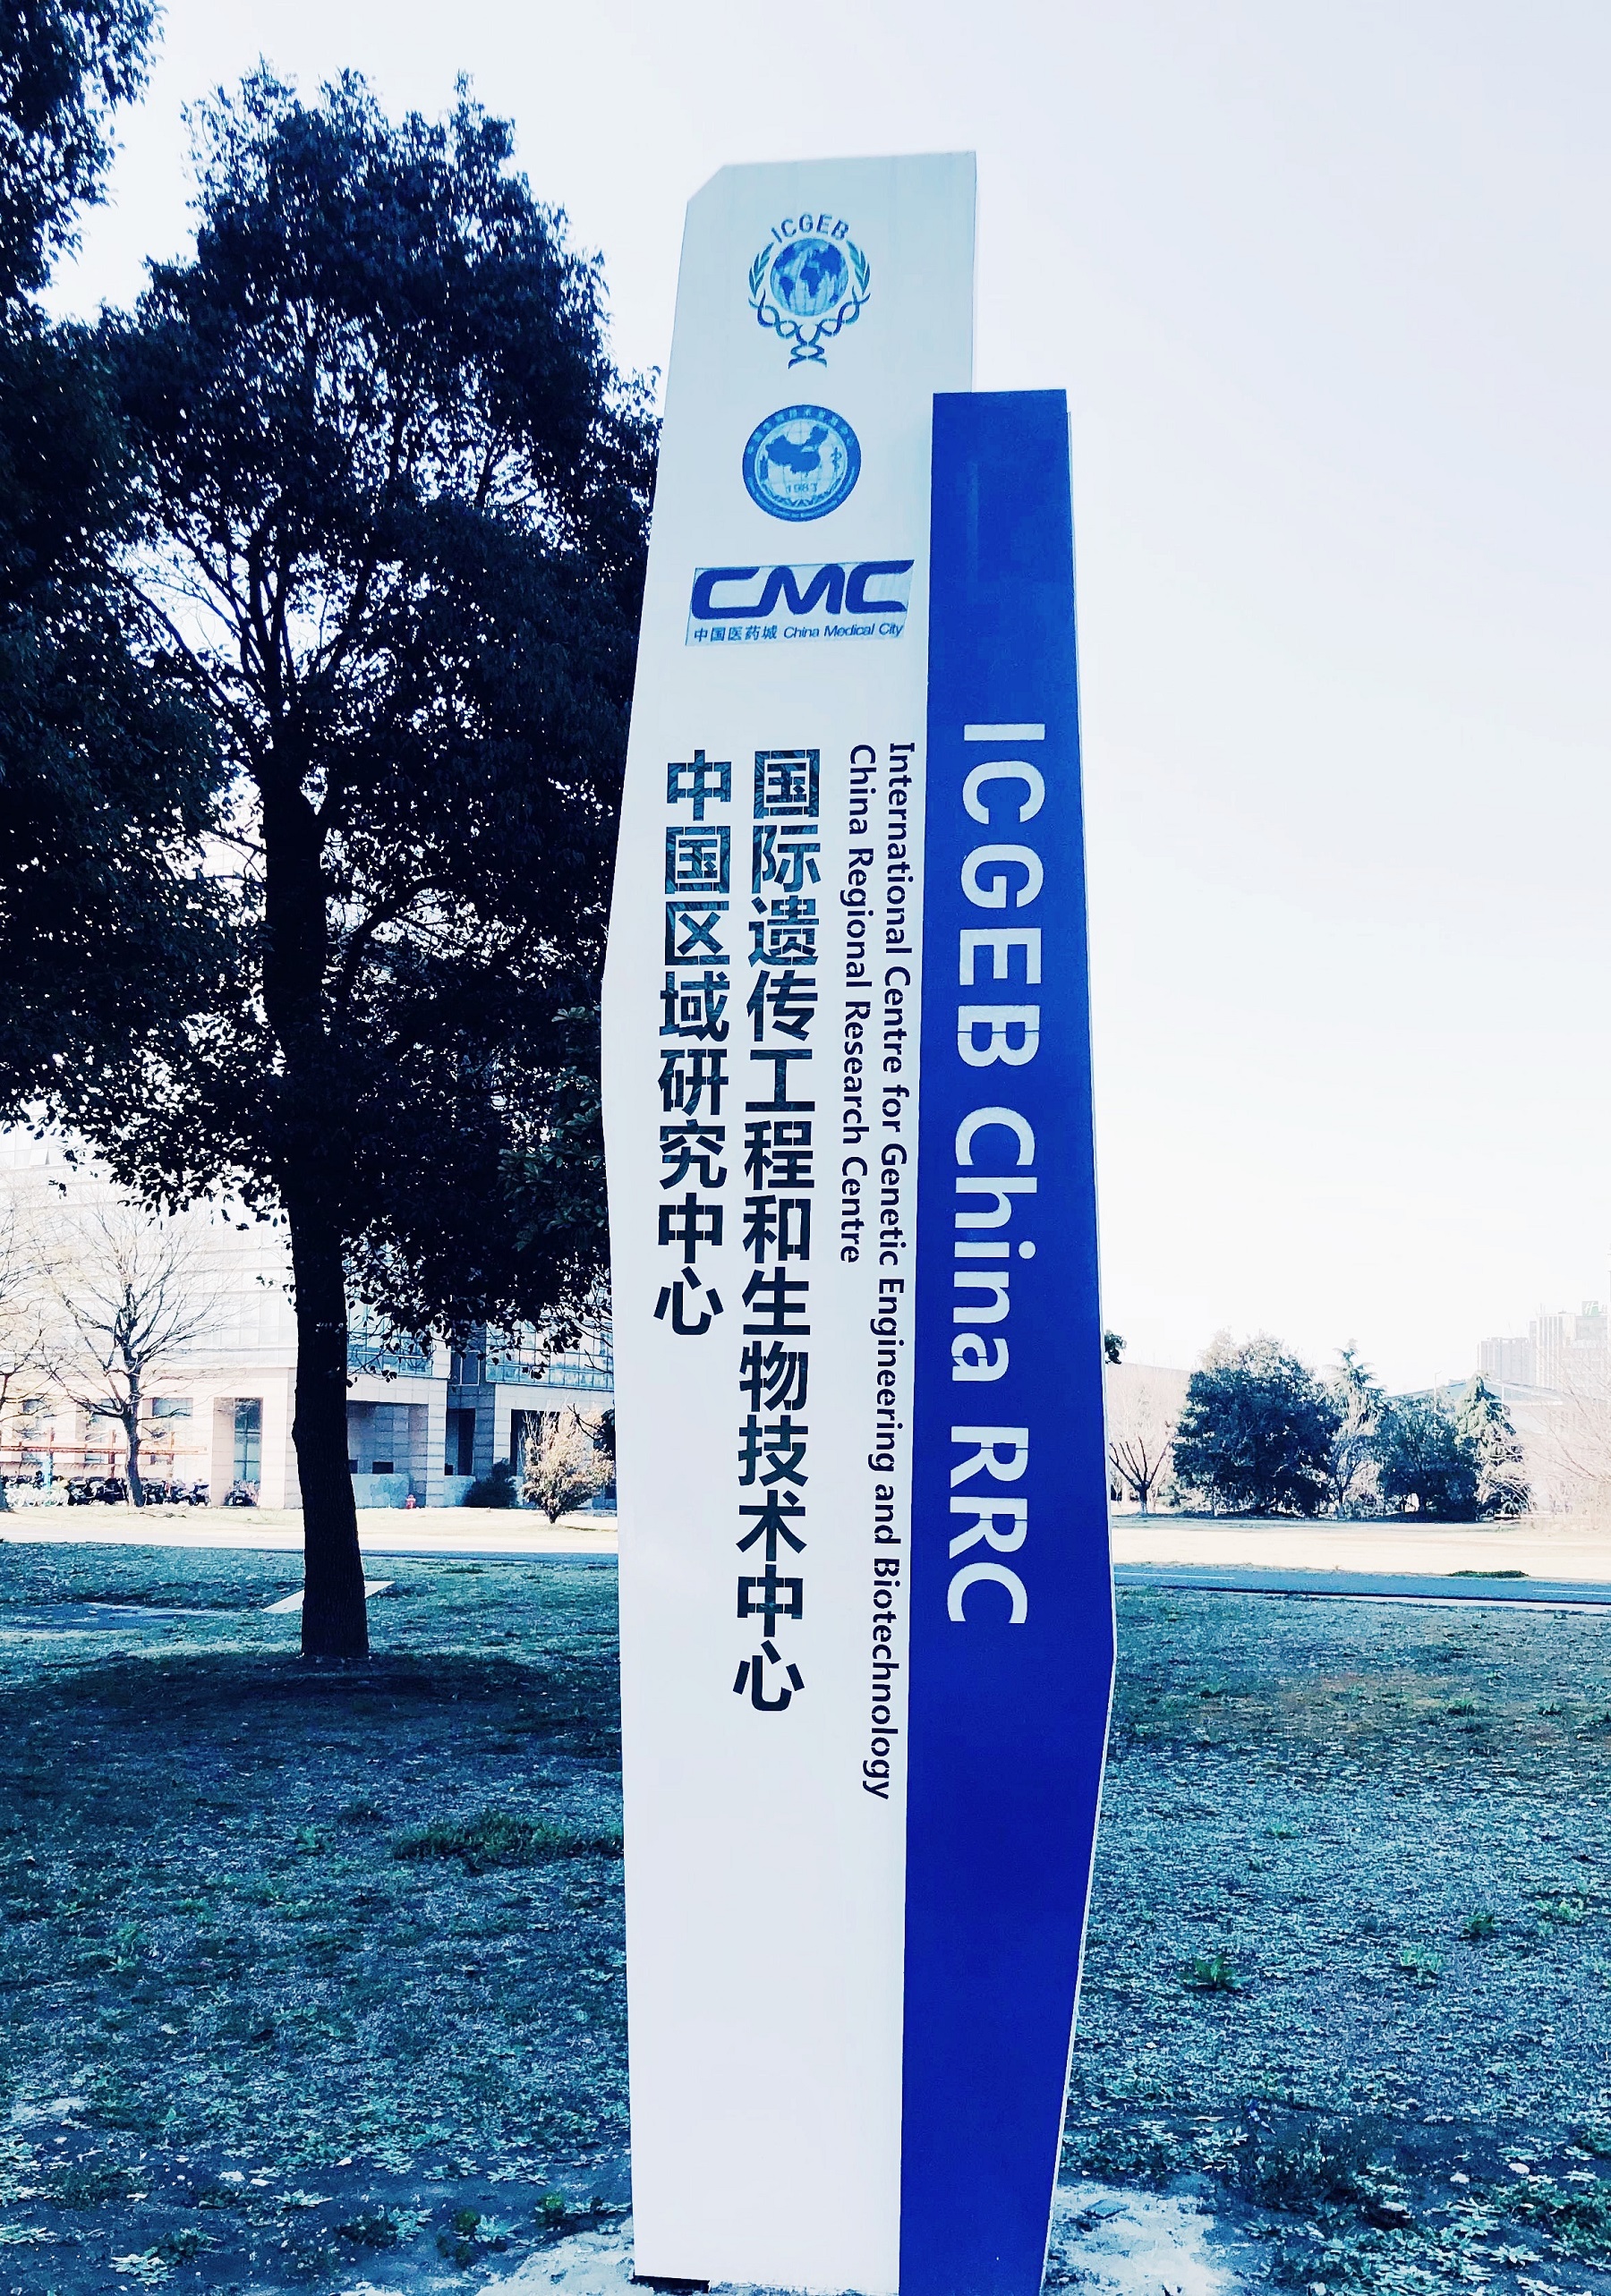 ICGEB
1983
CMC
中国医药城 China Medical City
ICGEB China RRC
International Centre for Genetic Engineering and Biotechnology
China Regional Research Centre
国际遗传工程和生物技术中心
中国区域研究中心